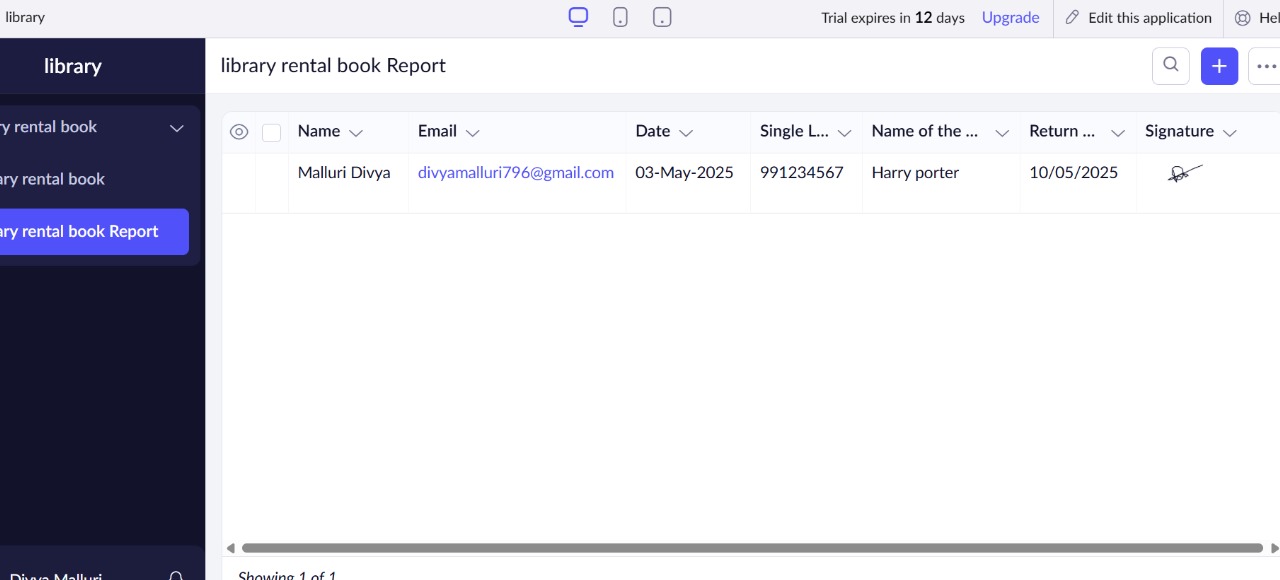 library
Trial expires in 12 days Upgrade Edit this application Hel
library
library rental book Report
ry rental book
ary rental book
ary rental book Report
Name Email Date Single L... Name of the ... Return ... Signature
Malluri Divya divyamalluri796@gmail.com 03-May-2025 991234567 Harry porter 10/05/2025
Divya Malluri
Showing 1 of 1